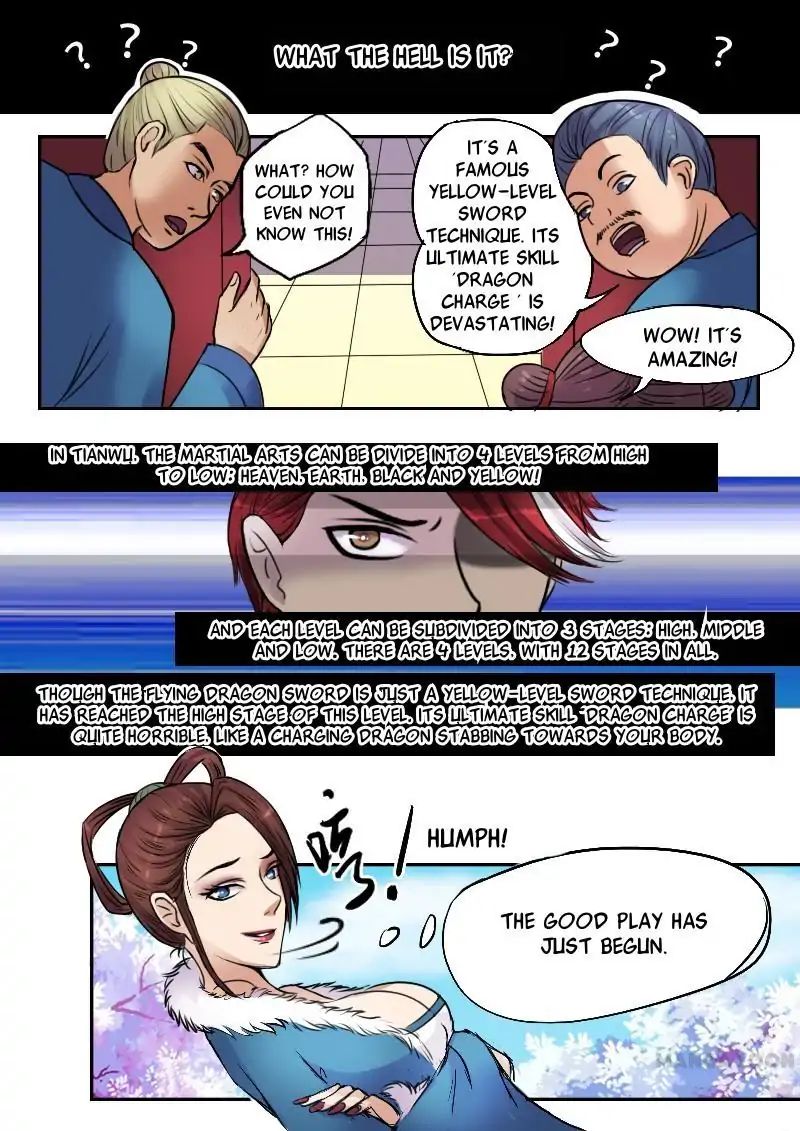 ? ? ? ? ? ?
WHAT THE HELL IS IT?
WHAT? HOW
COULD YOU
EVEN NOT
KNOW THIS!
IT'S A
FAMOUS
YELLOW-LEVEL
SWORD
TECHNIQUE. ITS
ULTIMATE SKILL
'DRAGON
CHARGE ' IS
DEVASTATING!
WOW! IT'S
AMAZING!
IN TIANWU, THE MARTIAL ARTS CAN BE DIVIDE INTO 4 LEVELS FROM HIGH
TO LOW: HEAVEN, EARTH, BLACK AND YELLOW!
AND EACH LEVEL CAN BE SUBDIVIDED INTO 3 STAGES: HIGH, MIDDLE
AND LOW. THERE ARE 4 LEVELS, WITH 12 STAGES IN ALL.
THOUGH THE FLYING DRAGON SWORD IS JUST A YELLOW-LEVEL SWORD TECHNIQUE, IT
HAS REACHED THE HIGH STAGE OF THIS LEVEL. ITS ULTIMATE SKILL 'DRAGON CHARGE' IS
QUITE HORRIBLE, LIKE A CHARGING DRAGON STABBING TOWARDS YOUR BODY.
!
HUMPH!
THE GOOD PLAY HAS
JUST BEGUN.